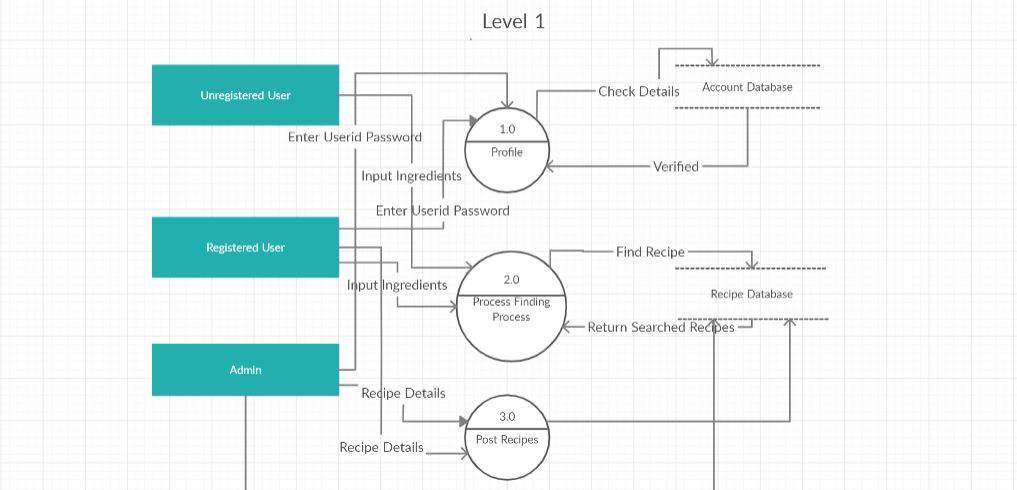 Level 1
Unregistered User
Check Details
Account Database
1.0
Profile
Enter Userid Password
Verified
Input Ingredients
Enter Userid Password
Registered User
Find Recipe
Input Ingredients
2.0
Process Finding
Process
Recipe Database
Return Searched Recipes
Admin
Recipe Details
3.0
Post Recipes
Recipe Details